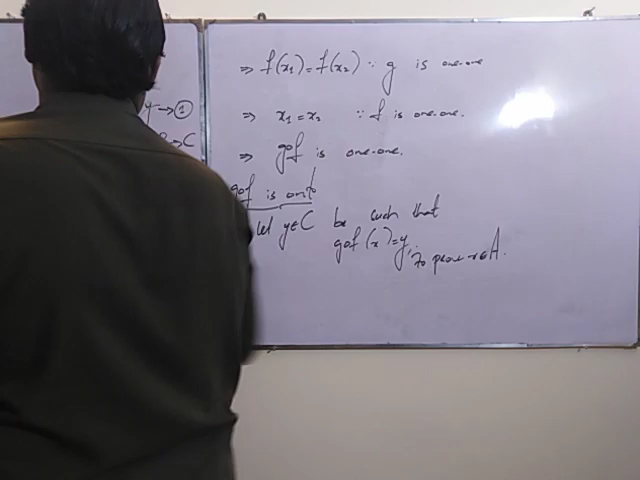 y → ①
→ C
⇒ f(x₁) = f(x₂) ∵ g is one-one
⇒ x₁ = x₂ ∵ f is one-one.
⇒ gof is one-one.
gof is onto
Let y∈C be such that
gof(x) = y,
To prove x∈A.